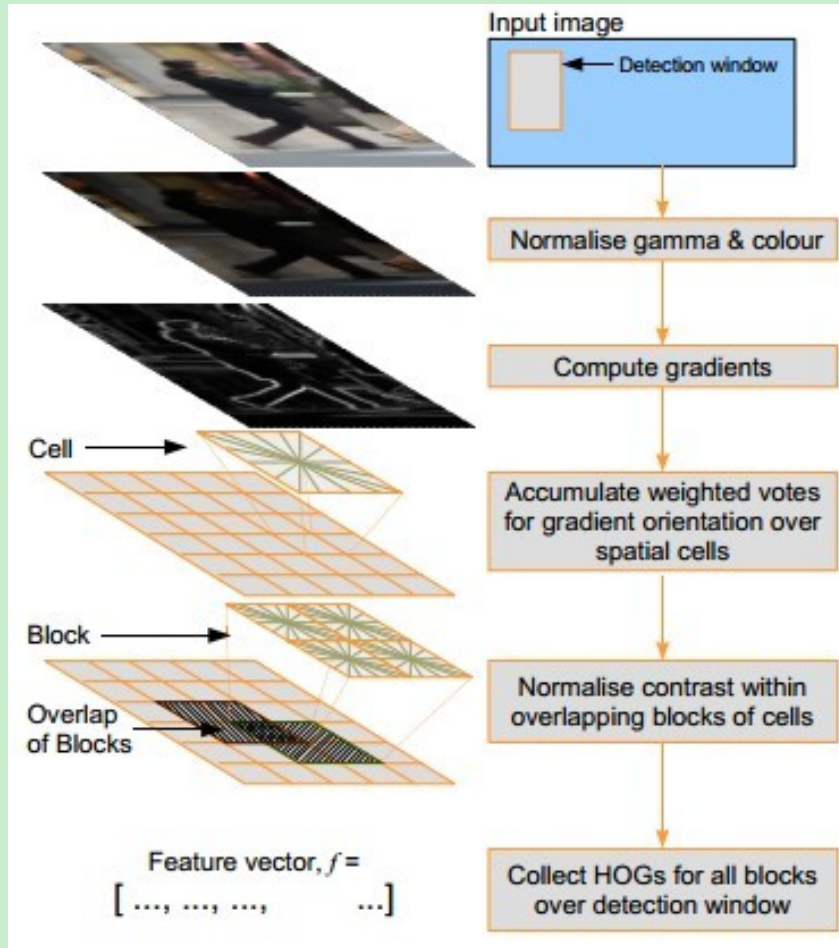 Input image
Detection window
Normalise gamma & colour
Compute gradients
Cell
Accumulate weighted votes
for gradient orientation over
spatial cells
Block
Overlap
of Blocks
Normalise contrast within
overlapping blocks of cells
Feature vector, f =
[ ..., ..., ..., ...]
Collect HOGs for all blocks
over detection window